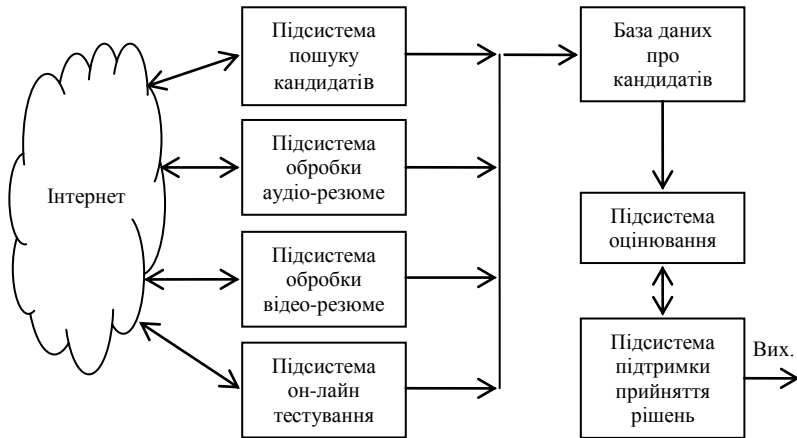 Інтернет
Підсистема
пошуку
кандидатів
Підсистема
обробки
аудіо-резюме
Підсистема
обробки
відео-резюме
Підсистема
он-лайн
тестування
База даних
про
кандидатів
Підсистема
оцінювання
Підсистема
підтримки
прийняття
рішень
Вих.